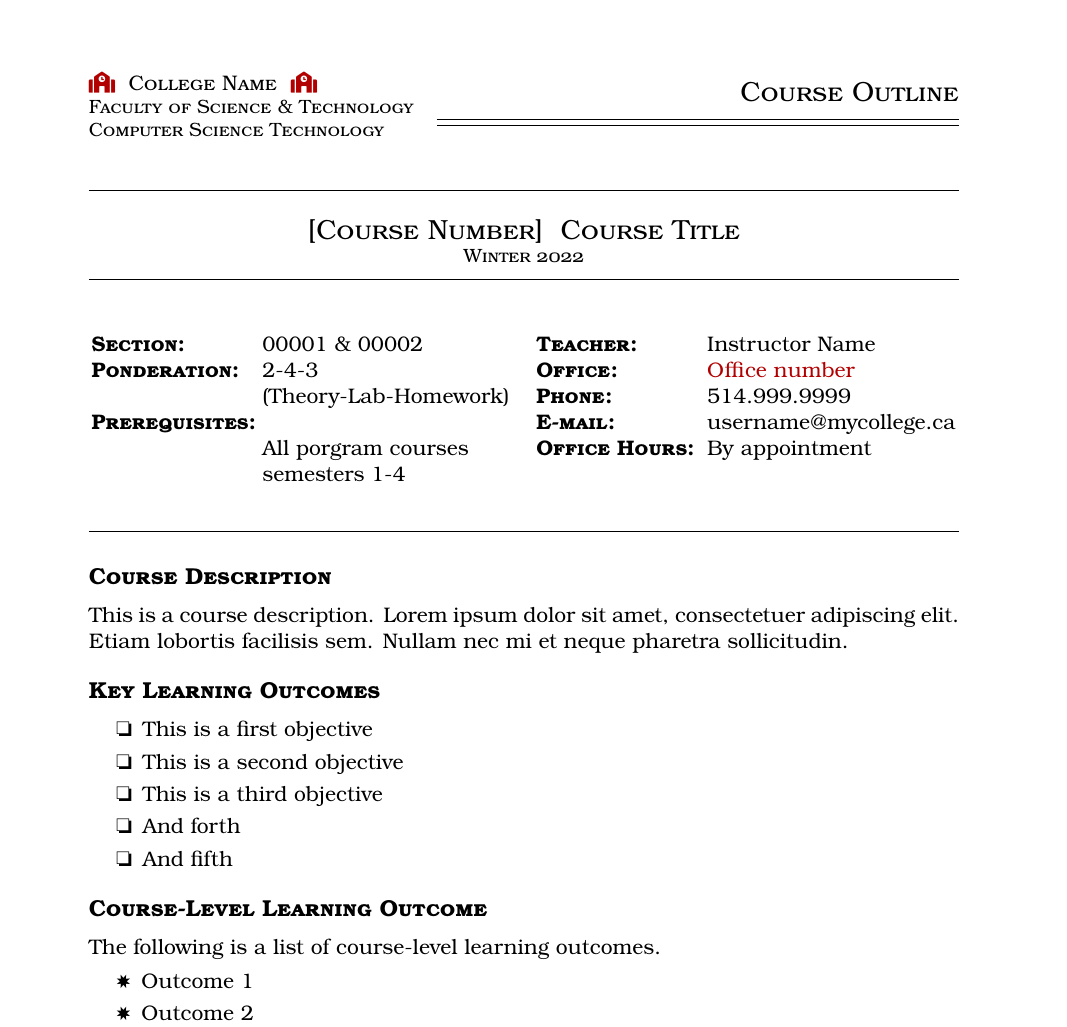 College Name
Faculty of Science & Technology
Computer Science Technology
Course Outline
[Course Number] Course Title
Winter 2022
Section: 00001 & 00002
Ponderation: 2-4-3
(Theory-Lab-Homework)
Prerequisites:
All porgram courses
semesters 1-4
Teacher: Instructor Name
Office: Office number
Phone: 514.999.9999
E-mail: username@mycollege.ca
Office Hours: By appointment
Course Description
This is a course description. Lorem ipsum dolor sit amet, consectetuer adipiscing elit.
Etiam lobortis facilisis sem. Nullam nec mi et neque pharetra sollicitudin.
Key Learning Outcomes
❏ This is a first objective
❏ This is a second objective
❏ This is a third objective
❏ And forth
❏ And fifth
Course-Level Learning Outcome
The following is a list of course-level learning outcomes.
✷ Outcome 1
✷ Outcome 2